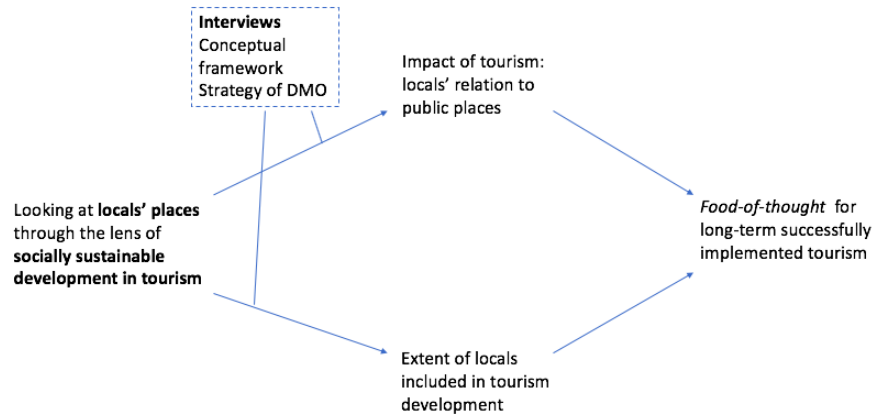 Interviews
Conceptual
framework
Strategy of DMO
Impact of tourism:
locals’ relation to
public places
Looking at locals’ places
through the lens of
socially sustainable
development in tourism
Food-of-thought for
long-term successfully
implemented tourism
Extent of locals
included in tourism
development